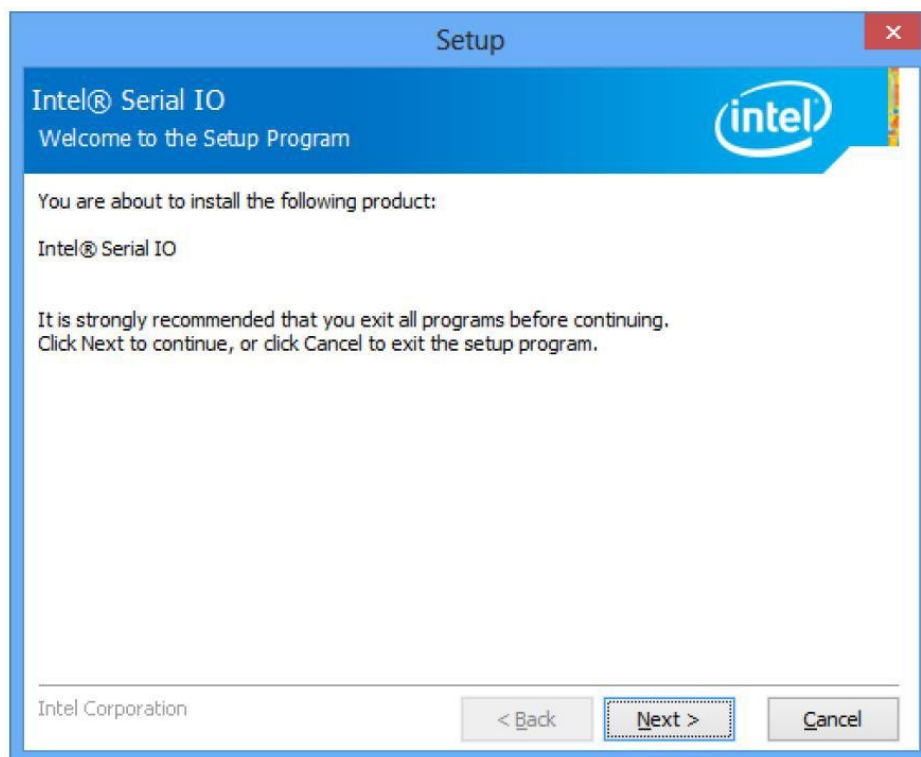 Setup
Intel® Serial IO
intel
Welcome to the Setup Program
You are about to install the following product:
Intel® Serial IO
It is strongly recommended that you exit all programs before continuing.
Click Next to continue, or click Cancel to exit the setup program.
Intel Corporation
< Back
Next >
Cancel